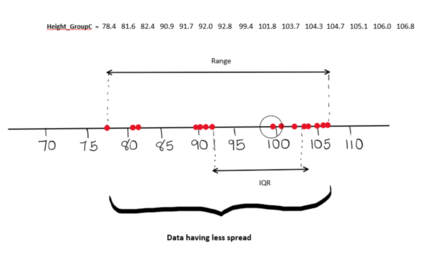 Height_GroupC = 78.4 81.6 82.4 90.9 91.7 92.0 92.8 99.4 101.8 103.7 104.3 104.7 105.1 106.0 106.8
Range
70 75 80 85 90 95 100 105 110
IQR
Data having less spread